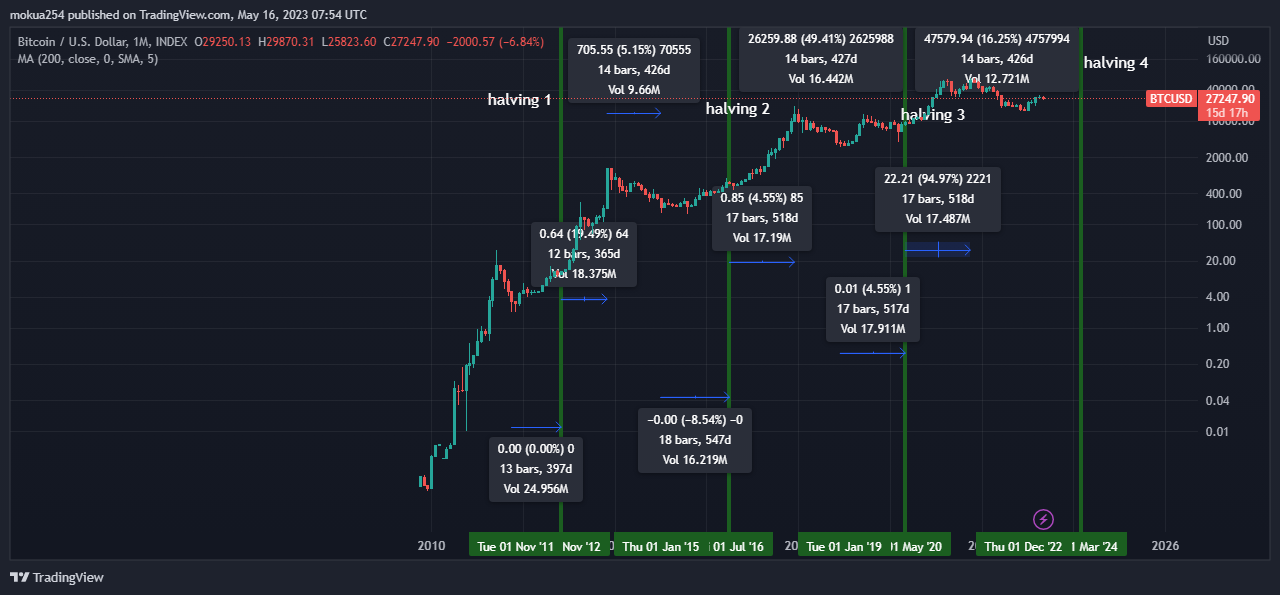 mokua254 published on TradingView.com, May 16, 2023 07:54 UTC
Bitcoin / U.S. Dollar, 1M, INDEX O29250.13 H29870.31 L25823.60 C27247.90 −2000.57 (−6.84%)
MA (200, close, 0, SMA, 5)
705.55 (5.15%) 70555
14 bars, 426d
Vol 9.66M
26259.88 (49.41%) 2625988
14 bars, 427d
Vol 16.442M
47579.94 (16.25%) 4757994
14 bars, 426d
Vol 12.721M
halving 1
halving 2
halving 3
halving 4
USD
160000.00
40000.00
BTCUSD
27247.90
15d 17h
10000.00
2000.00
400.00
100.00
20.00
4.00
1.00
0.20
0.04
0.01
0.64 (19.49%) 64
12 bars, 365d
Vol 18.375M
0.85 (4.55%) 85
17 bars, 518d
Vol 17.19M
22.21 (94.97%) 2221
17 bars, 518d
Vol 17.487M
0.01 (4.55%) 1
17 bars, 517d
Vol 17.911M
0.00 (0.00%) 0
13 bars, 397d
Vol 24.956M
−0.00 (−8.54%) −0
18 bars, 547d
Vol 16.219M
2010
Tue 01 Nov '11
Nov '12
Thu 01 Jan '15
01 Jul '16
Tue 01 Jan '19
1 May '20
Thu 01 Dec '22
1 Mar '24
2026
TradingView